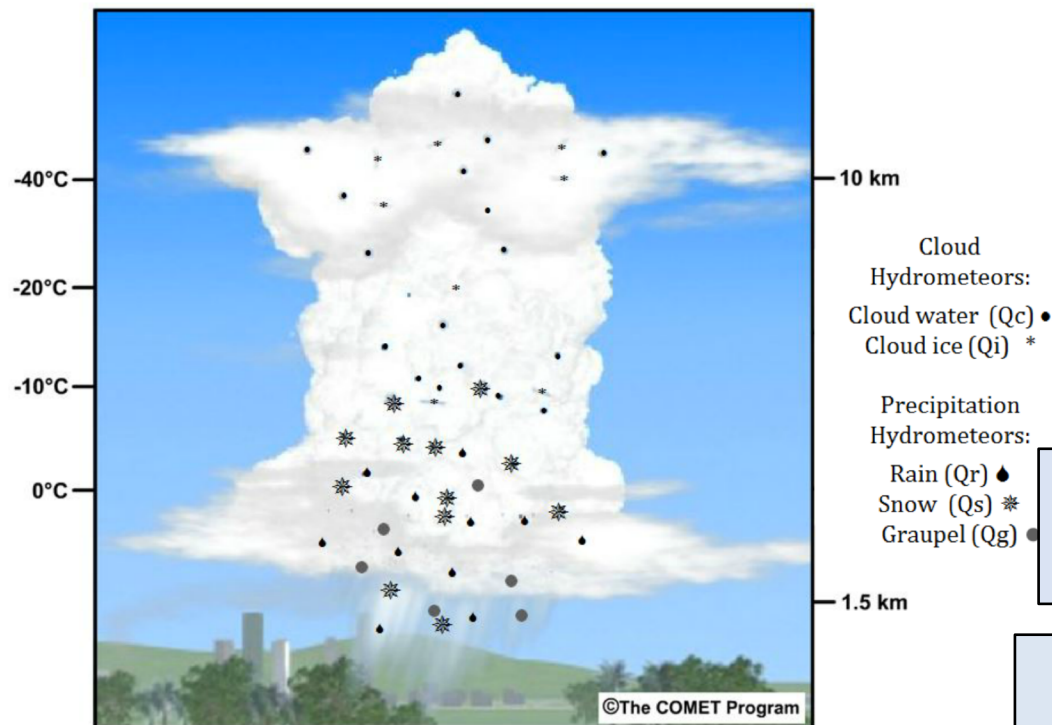 -40°C
-20°C
-10°C
0°C
10 km
1.5 km
Cloud
Hydrometeors:
Cloud water (Qc)
Cloud ice (Qi)
Precipitation
Hydrometeors:
Rain (Qr)
Snow (Qs)
Graupel (Qg)
©The COMET Program